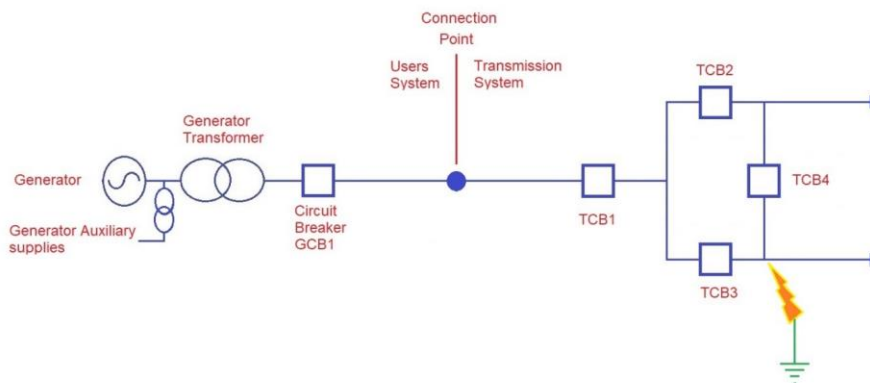 Connection
Point
Users
System
Transmission
System
TCB2
Generator
Transformer
Generator
TCB4
Circuit
Breaker
GCB1
TCB1
Generator Auxiliary
supplies
TCB3